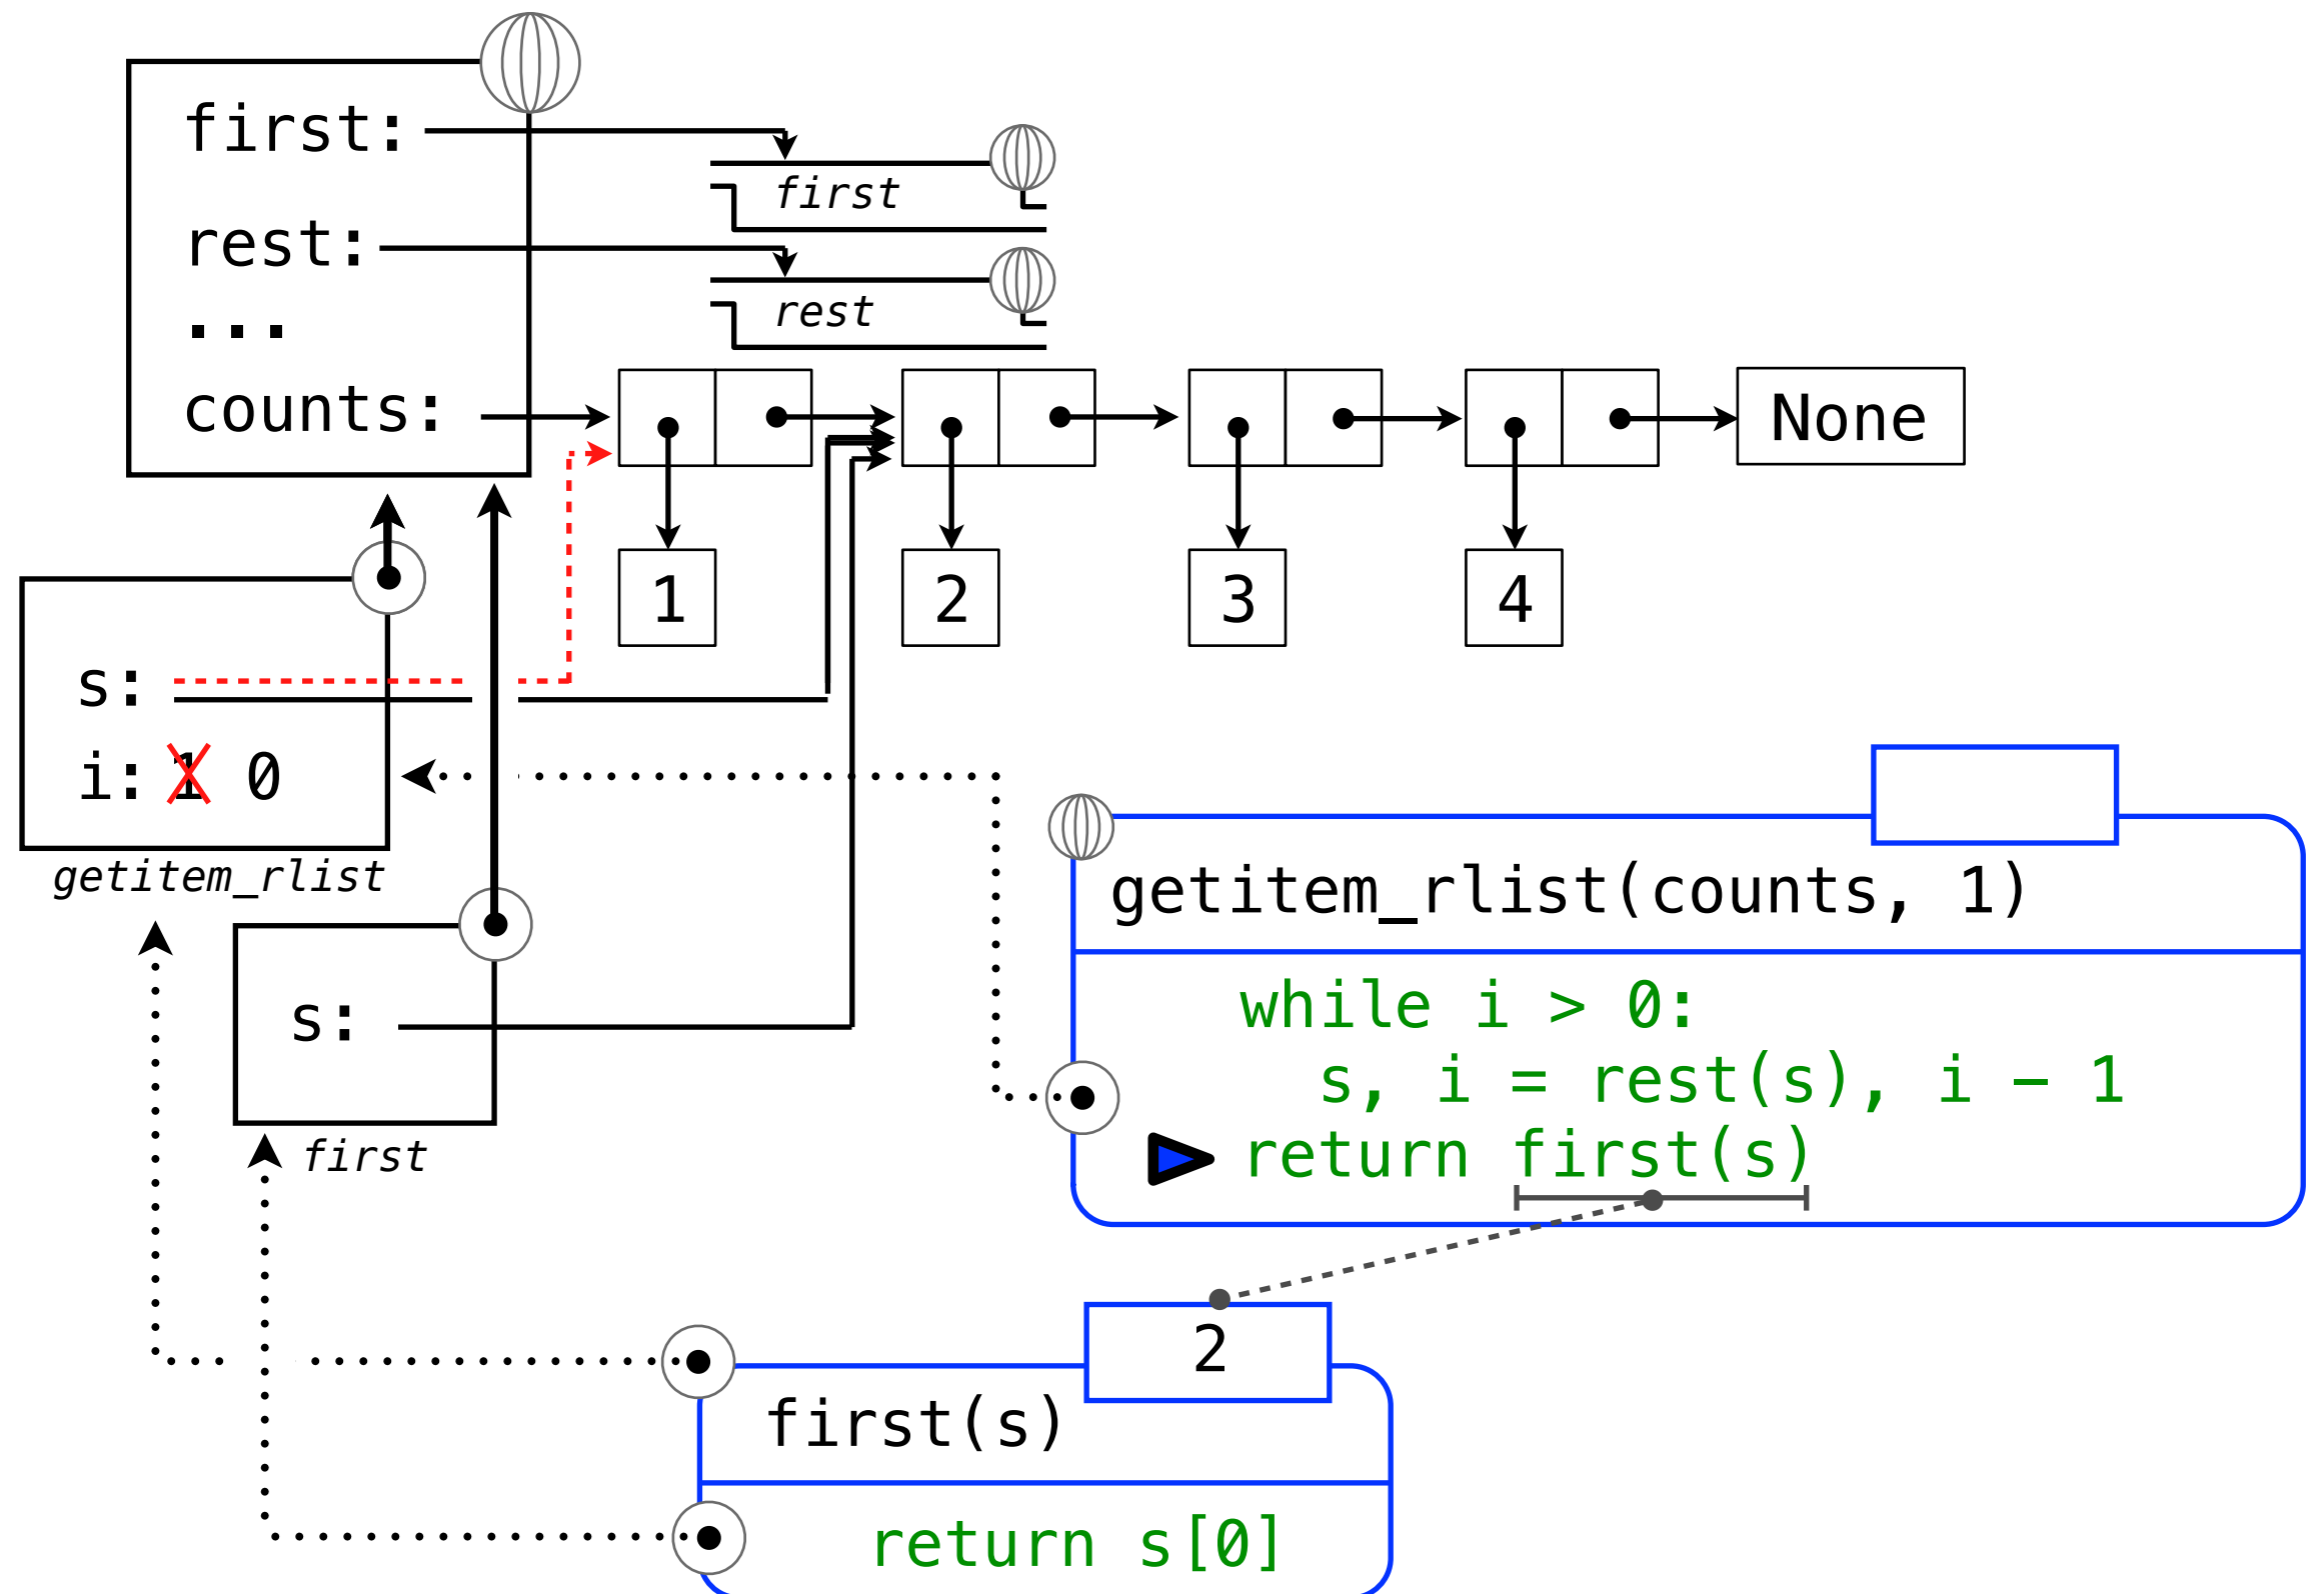 first:
first
rest:
rest
...
counts:
None
1
2
3
4
s:
i: 1 0
getitem_rlist
getitem_rlist(counts, 1)
s:
while i > 0:
s, i = rest(s), i - 1
return first(s)
first
2
first(s)
return s[0]